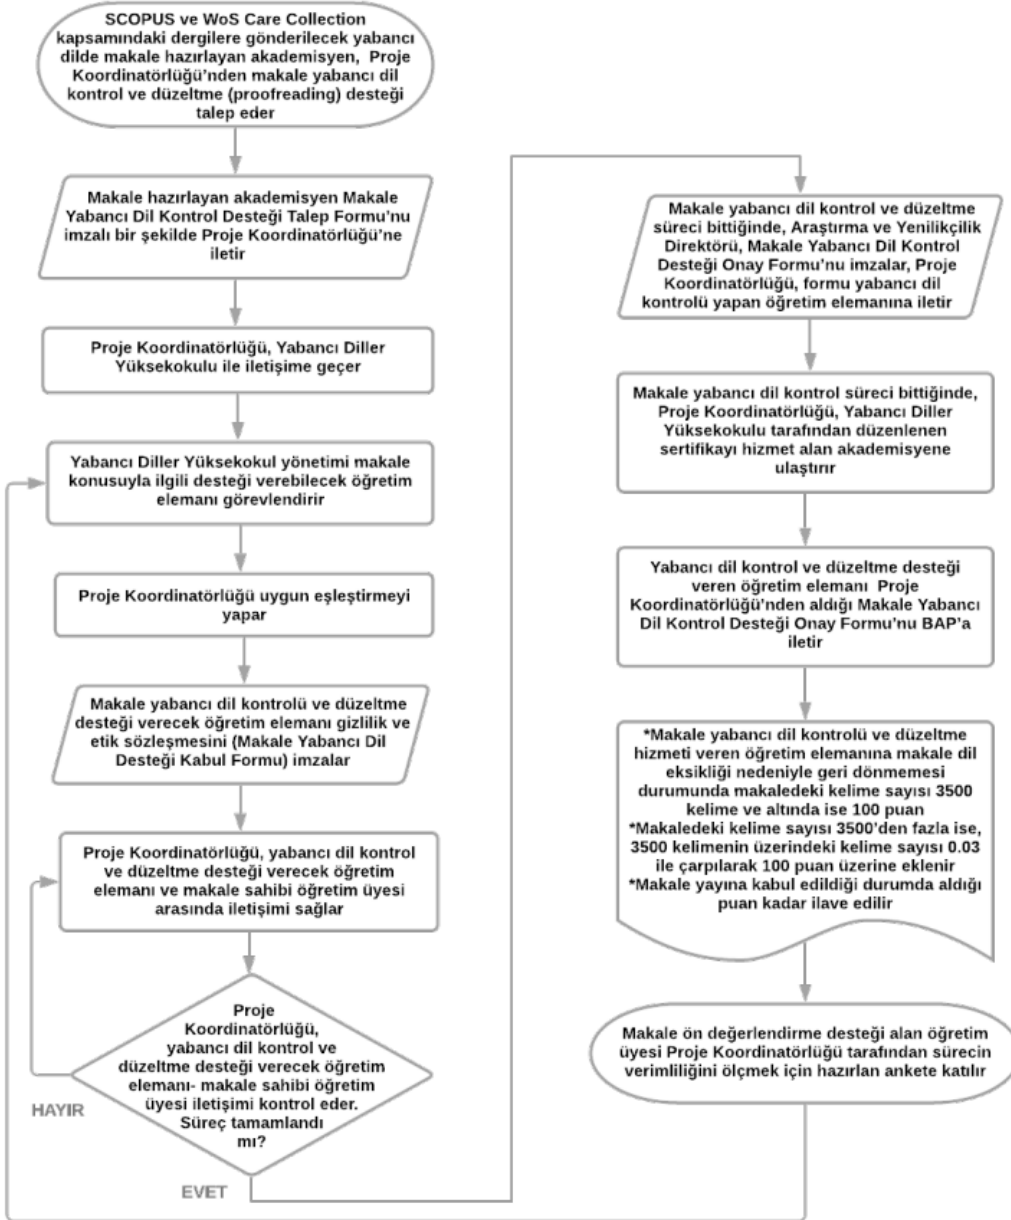 SCOPUS ve WoS Care Collection
kapsamındaki dergilere gönderilecek yabancı
dilde makale hazırlayan akademisyen, Proje
Koordinatörlüğü'nden makale yabancı dil
kontrol ve düzeltme (proofreading) desteği
talep eder
Makale hazırlayan akademisyen Makale
Yabancı Dil Kontrol Desteği Talep Formu'nu
imzalı bir şekilde Proje Koordinatörlüğü'ne
iletir
Proje Koordinatörlüğü, Yabancı Diller
Yüksekokulu ile iletişime geçer
Yabancı Diller Yüksekokul yönetimi makale
konusuyla ilgili desteği verebilecek öğretim
elemanı görevlendirir
Proje Koordinatörlüğü uygun eşleştirmeyi
yapar
Makale yabancı dil kontrolü ve düzeltme
desteği verecek öğretim elemanı gizlilik ve
etik sözleşmesini (Makale Yabancı Dil
Desteği Kabul Formu) imzalar
Proje Koordinatörlüğü, yabancı dil kontrol
ve düzeltme desteği verecek öğretim
elemanı ve makale sahibi öğretim üyesi
arasında iletişimi sağlar
Proje
Koordinatörlüğü,
yabancı dil kontrol ve
düzeltme desteği verecek öğretim
elemanı- makale sahibi öğretim
üyesi iletişimi kontrol eder.
Süreç tamamlandı
mı?
HAYIR
EVET
Makale yabancı dil kontrol ve düzeltme
süreci bittiğinde, Araştırma ve Yenilikçilik
Direktörü, Makale Yabancı Dil Kontrol
Desteği Onay Formu'nu imzalar, Proje
Koordinatörlüğü, formu yabancı dil
kontrolü yapan öğretim elemanına iletir
Makale yabancı dil kontrol süreci bittiğinde,
Proje Koordinatörlüğü, Yabancı Diller
Yüksekokulu tarafından düzenlenen
sertifikayı hizmet alan akademisyene
ulaştırır
Yabancı dil kontrol ve düzeltme desteği
veren öğretim elemanı Proje
Koordinatörlüğü'nden aldığı Makale Yabancı
Dil Kontrol Desteği Onay Formu'nu BAP'a
iletir
*Makale yabancı dil kontrolü ve düzeltme
hizmeti veren öğretim elemanına makale dil
eksikliği nedeniyle geri dönmemesi
durumunda makaledeki kelime sayısı 3500
kelime ve altında ise 100 puan
*Makaledeki kelime sayısı 3500'den fazla ise,
3500 kelimenin üzerindeki kelime sayısı 0.03
ile çarpılarak 100 puan üzerine eklenir
*Makale yayına kabul edildiği durumda aldığı
puan kadar ilave edilir
Makale ön değerlendirme desteği alan öğretim
üyesi Proje Koordinatörlüğü tarafından sürecin
verimliliğini ölçmek için hazırlan ankete katılır